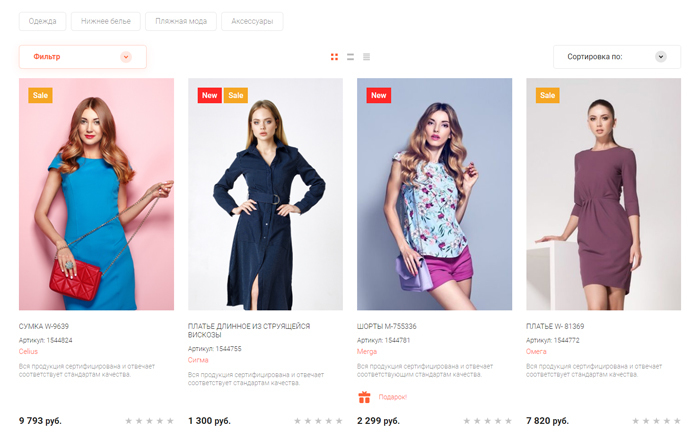 Одежда Нижнее белье Пляжная мода Аксессуары
Фильтр
Сортировка по:
Sale
New Sale
New
Sale
СУМКА W-9639
Артикул: 1544824
Celius
Вся продукция сертифицирована и отвечает
соответствует стандартам качества.
9 793 руб.
ПЛАТЬЕ ДЛИННОЕ ИЗ СТРУЯЩЕЙСЯ
ВИСКОЗЫ
Артикул: 1544755
Сигма
Вся продукция сертифицирована и отвечает
соответствует стандартам качества.
1 300 руб.
ШОРТЫ M-755336
Артикул: 1544781
Merga
Вся продукция сертифицирована и отвечает
соответствующим стандартам качества.
Подарок!
2 299 руб.
ПЛАТЬЕ W- 81369
Артикул: 1544772
Омега
Вся продукция сертифицирована и отвечает
соответствует стандартам качества.
7 820 руб.